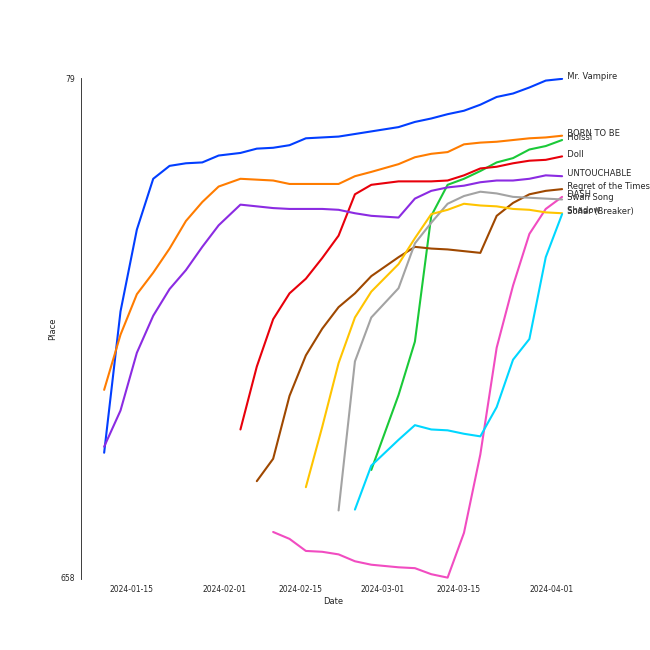 79
Mr. Vampire
BORN TO BE
Holssi
Doll
UNTOUCHABLE
Regret of the Times
DASH
Swan Song
Shadow
Sonar (Breaker)
Place
658
2024-01-15
2024-02-01
2024-02-15
2024-03-01
2024-03-15
2024-04-01
Date